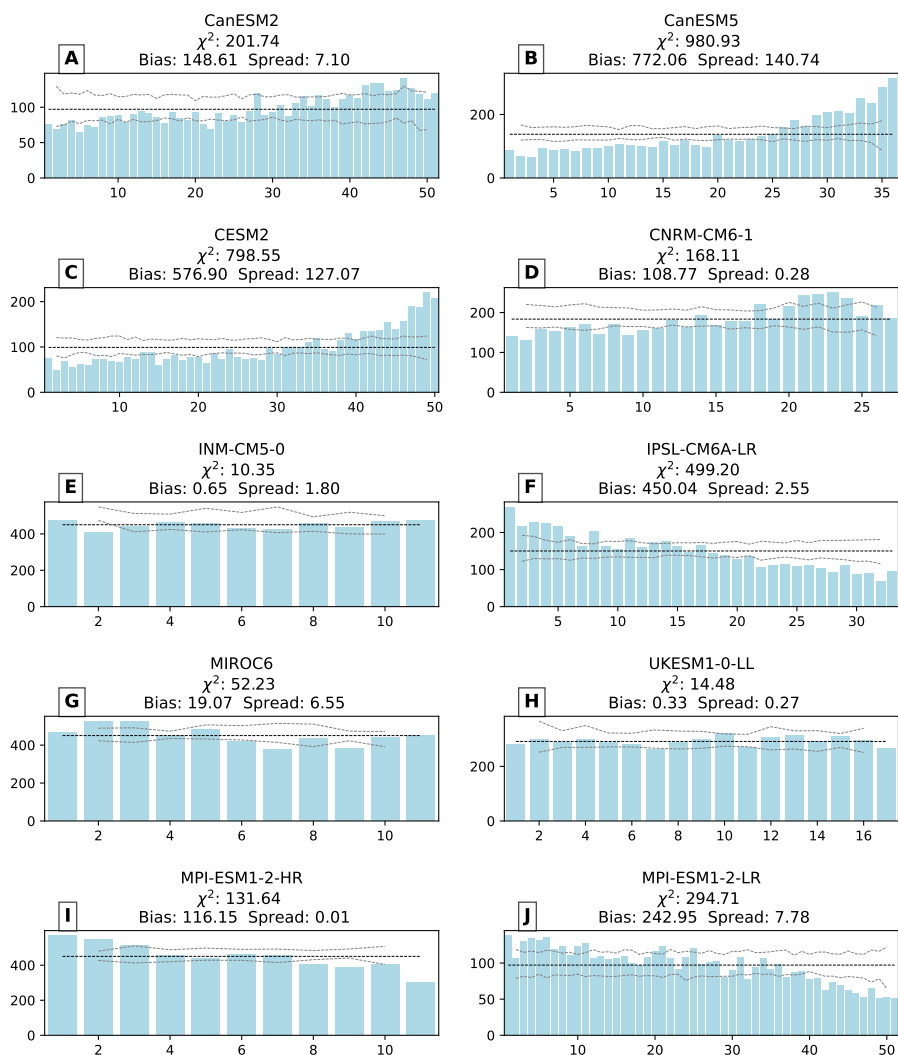 CanESM2
χ²: 201.74
A
Bias: 148.61 Spread: 7.10
100
50
0
10 20 30 40 50
CanESM5
χ²: 980.93
B
Bias: 772.06 Spread: 140.74
200
0
5 10 15 20 25 30 35
CESM2
χ²: 798.55
C
Bias: 576.90 Spread: 127.07
200
100
0
10 20 30 40 50
CNRM-CM6-1
χ²: 168.11
D
Bias: 108.77 Spread: 0.28
200
100
0
5 10 15 20 25
INM-CM5-0
χ²: 10.35
E
Bias: 0.65 Spread: 1.80
400
200
0
2 4 6 8 10
IPSL-CM6A-LR
χ²: 499.20
F
Bias: 450.04 Spread: 2.55
200
100
0
5 10 15 20 25 30
MIROC6
χ²: 52.23
G
Bias: 19.07 Spread: 6.55
400
200
0
2 4 6 8 10
UKESM1-0-LL
χ²: 14.48
H
Bias: 0.33 Spread: 0.27
200
0
2 4 6 8 10 12 14 16
MPI-ESM1-2-HR
χ²: 131.64
I
Bias: 116.15 Spread: 0.01
400
200
0
2 4 6 8 10
MPI-ESM1-2-LR
χ²: 294.71
J
Bias: 242.95 Spread: 7.78
100
50
0
10 20 30 40 50